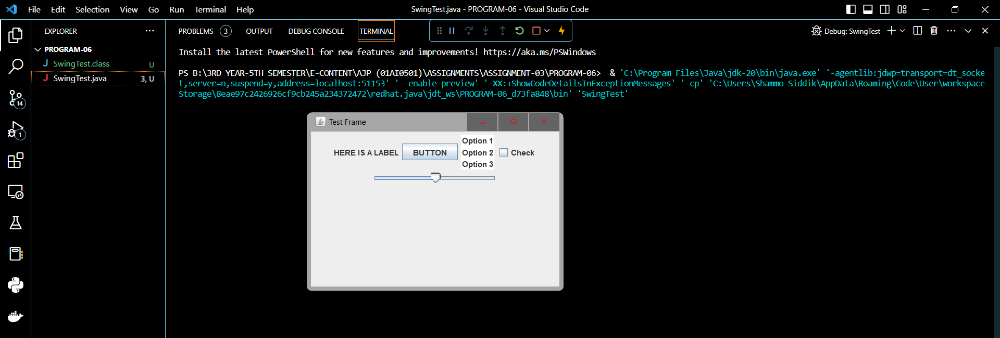 File Edit Selection View Go Run Terminal Help
SwingTest.java - PROGRAM-06 - Visual Studio Code
EXPLORER
PROBLEMS 3 OUTPUT DEBUG CONSOLE TERMINAL
Debug: SwingTest
PROGRAM-06
J SwingTest.class U
J SwingTest.java 3, U
14
1
Install the latest PowerShell for new features and improvements! https://aka.ms/PSWindows
PS B:\3RD YEAR-5TH SEMESTER\E-CONTENT\AJP (01AI0501)\ASSIGNMENTS\ASSIGNMENT-03\PROGRAM-06> & 'C:\Program Files\Java\jdk-20\bin\java.exe' '-agentlib:jdwp=transport=dt_socke
t,server=n,suspend=y,address=localhost:51153' '--enable-preview' '-XX:+ShowCodeDetailsInExceptionMessages' '-cp' 'C:\Users\Shammo Siddik\AppData\Roaming\Code\User\workspace
Storage\8eae97c2426926cf9cb245a234372472\redhat.java\jdt_ws\PROGRAM-06_d73fa848\bin' 'SwingTest'
Test Frame
HERE IS A LABEL
BUTTON
Option 1
Option 2
Option 3
Check